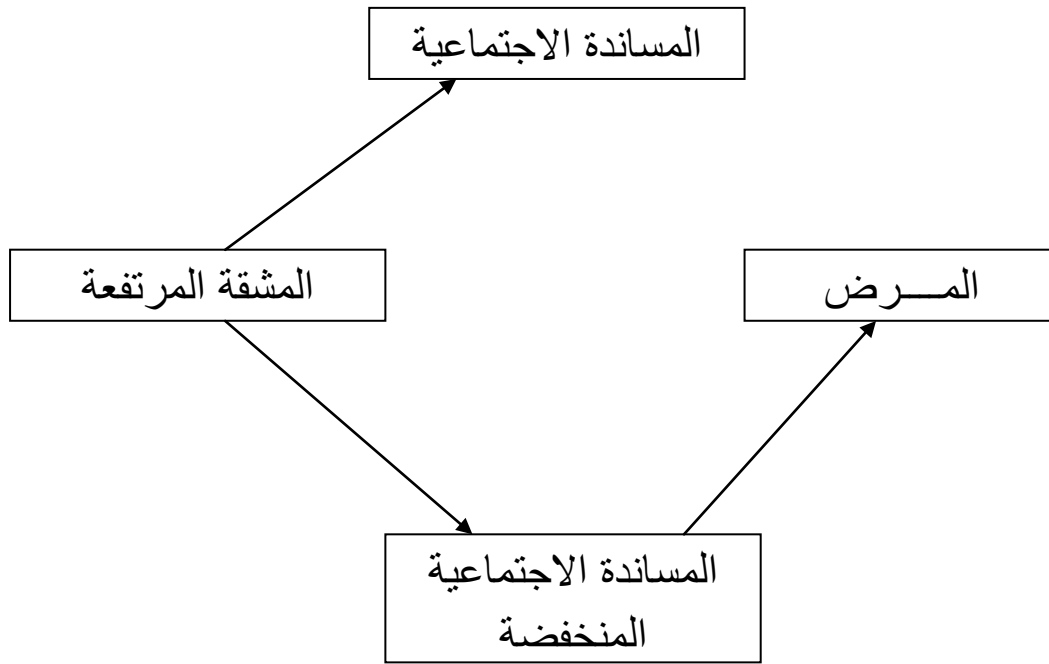 المساندة الاجتماعية
المشقة المرتفعة
المـــرض
المساندة الاجتماعية
المنخفضة